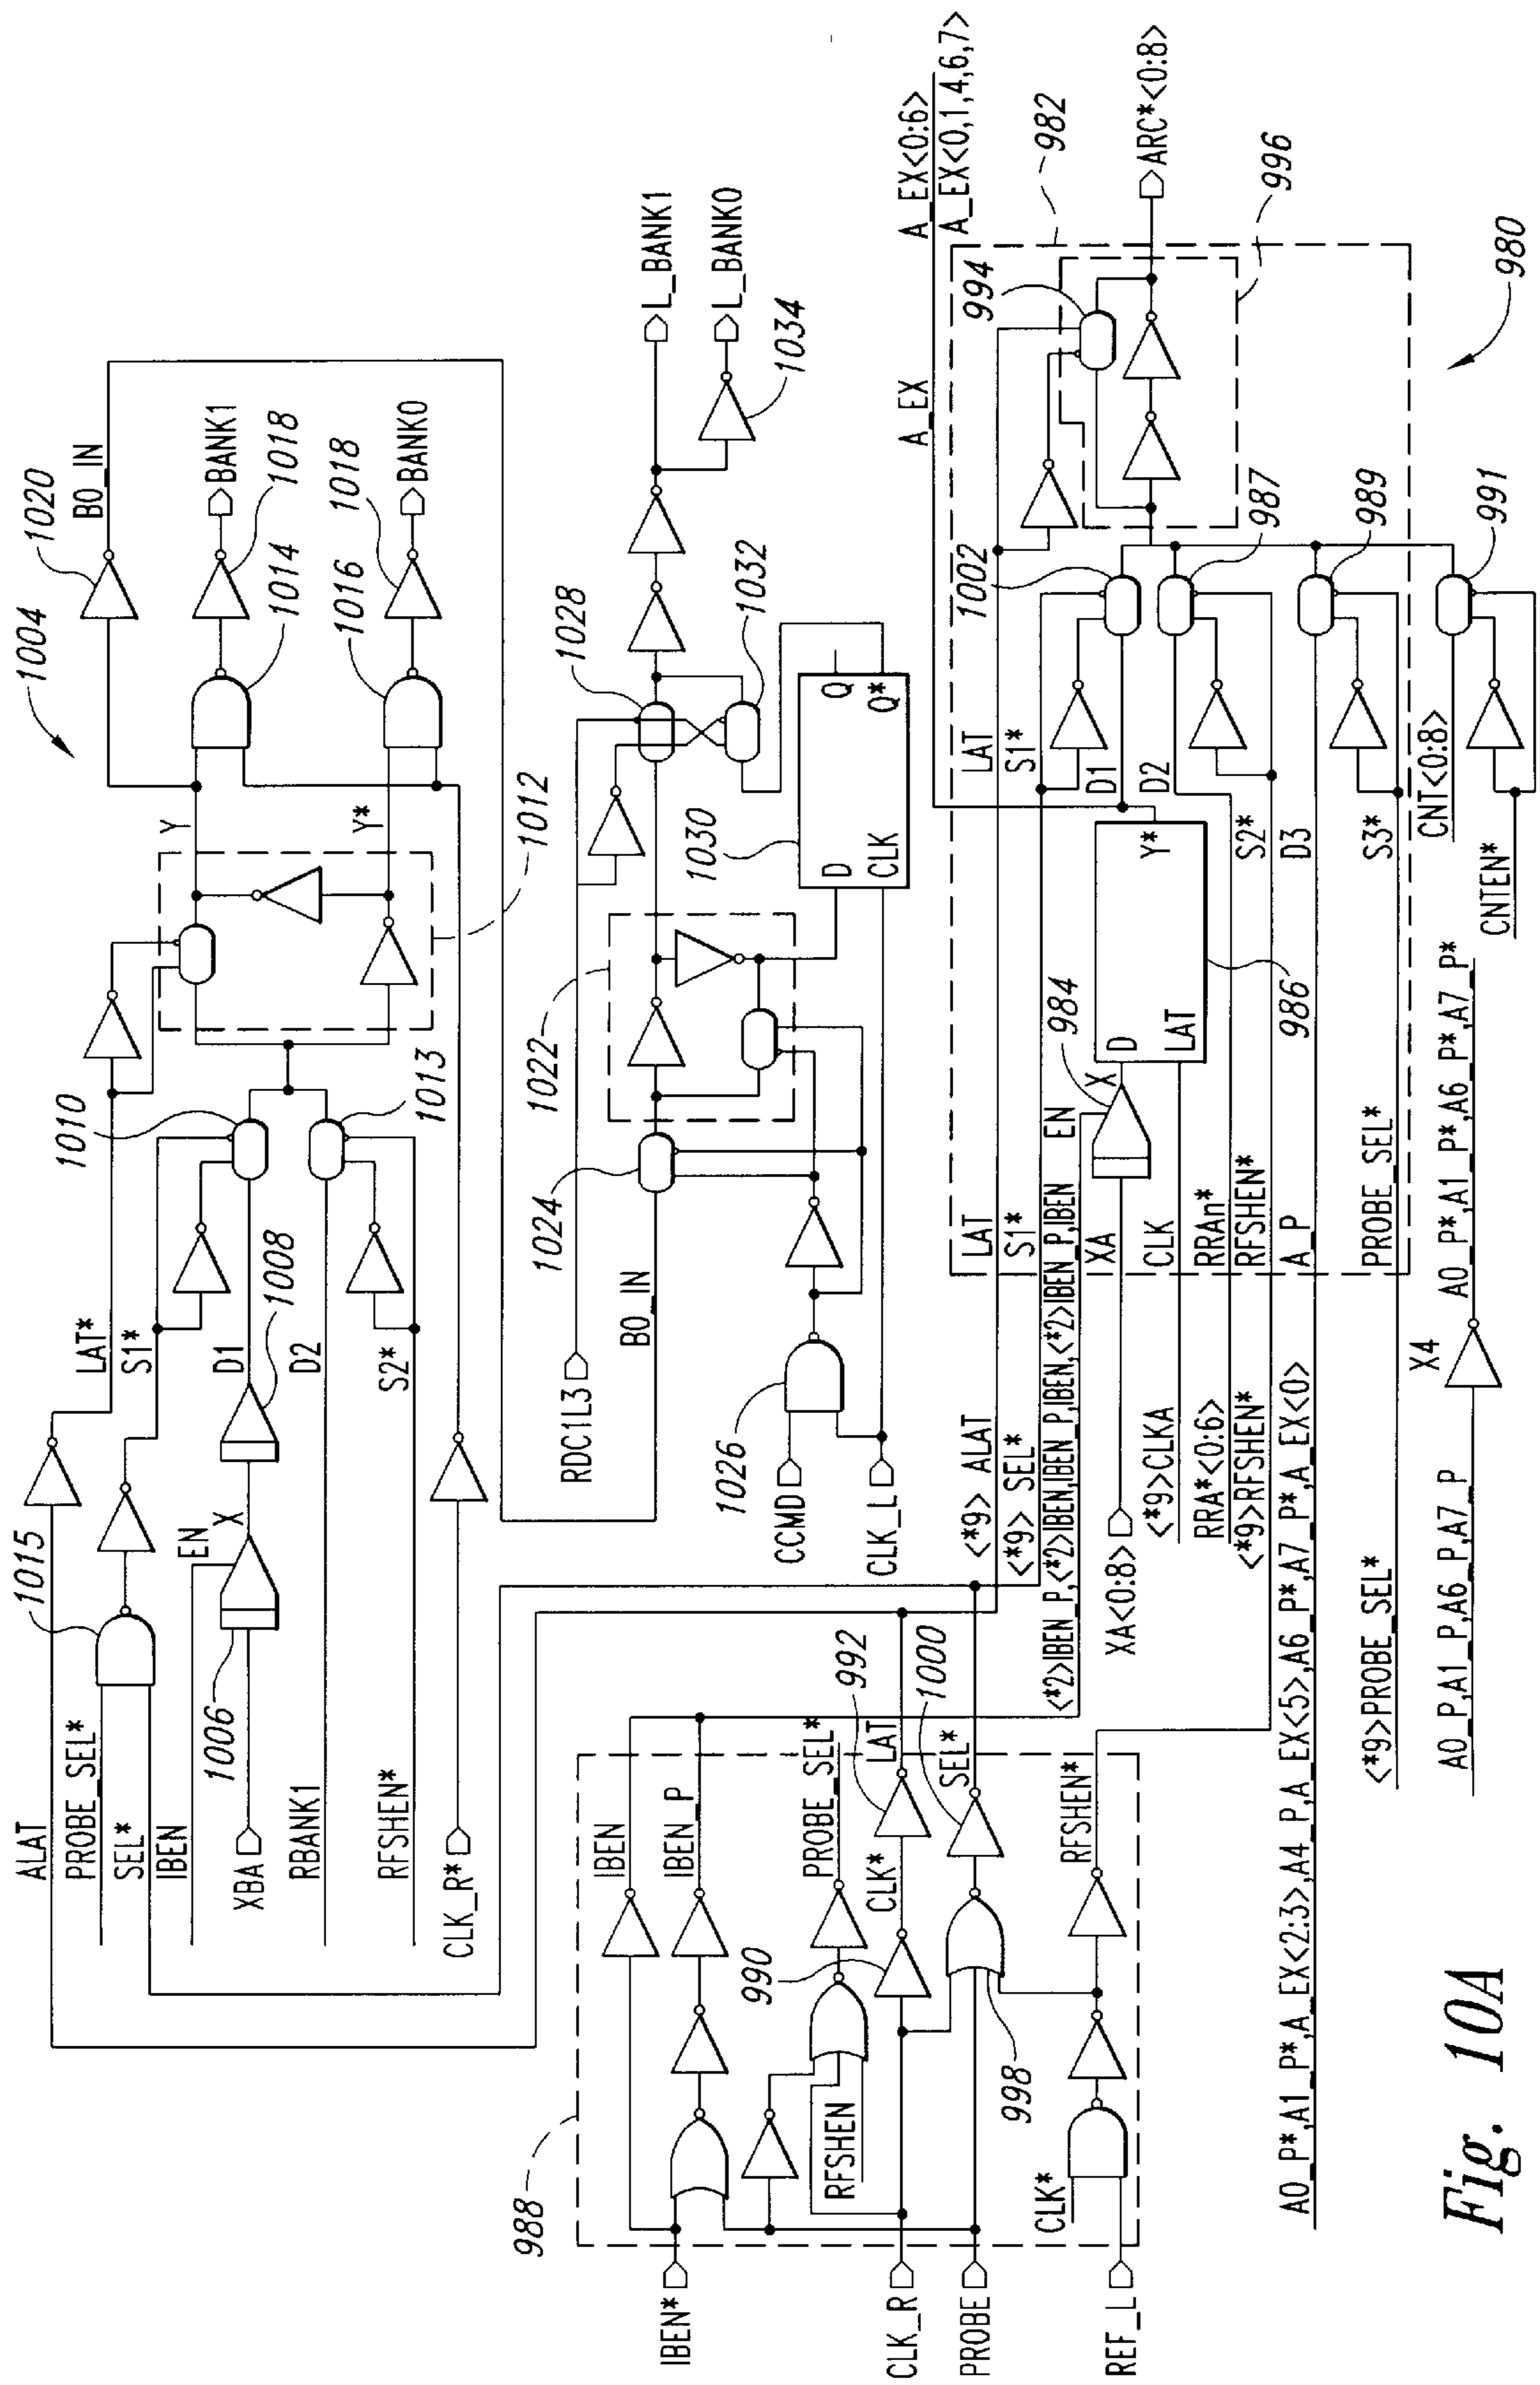 1004
1020
B0_IN
BANK1
1018
1014
1018
1016
BANK0
Y
Y*
1012
1010
1013
LAT*
S1*
D1
1008
D2
S2*
1015
EN
X
1006
ALAT
PROBE_SEL*
SEL*
IBEN
XBA
RBANK1
RFSHEN*
CLK_R*
L_BANK1
L_BANK0
1034
1028
1032
Q
Q*
1030
D
CLK
1022
1024
RDC1L3
B0_IN
1026
CCMD
CLK_L
A_EX<0:6>
A_EX<0,1,4,6,7>
A_EX
982
994
ARC*<0:8>
996
1002
987
989
991
980
LAT
S1*
D1
D2
Y*
S2*
D3
S3*
CNT<0:8>
CNTEN*
984
X
D
LAT
986
LAT
S1*
EN
XA
CLK
RRAn*
RFSHEN*
A_P
PROBE_SEL*
<*9> ALAT
<*9> SEL*
<*2>IBEN_P,<*2>IBEN,IBEN_P,IBEN,<*2>IBEN_P,IBEN
XA<0:8>
<*9>CLKA
RRA*<0:6>
<*9>RFSHEN*
A0_P*,A1_P*,A_EX<2:3>,A4_P,A_EX<5>,A6_P*,A7_P*,A_EX<0>
<*9>PROBE_SEL*
A0_P,A1_P,A6_P,A7_P
X4
A0_P*,A1_P*,A6_P*,A7_P*
988
IBEN
IBEN_P
PROBE_SEL*
990
CLK*
992
LAT
1000
SEL*
RFSHEN
998
RFSHEN*
CLK*
IBEN*
CLK_R
PROBE
REF_L
Fig. 10A